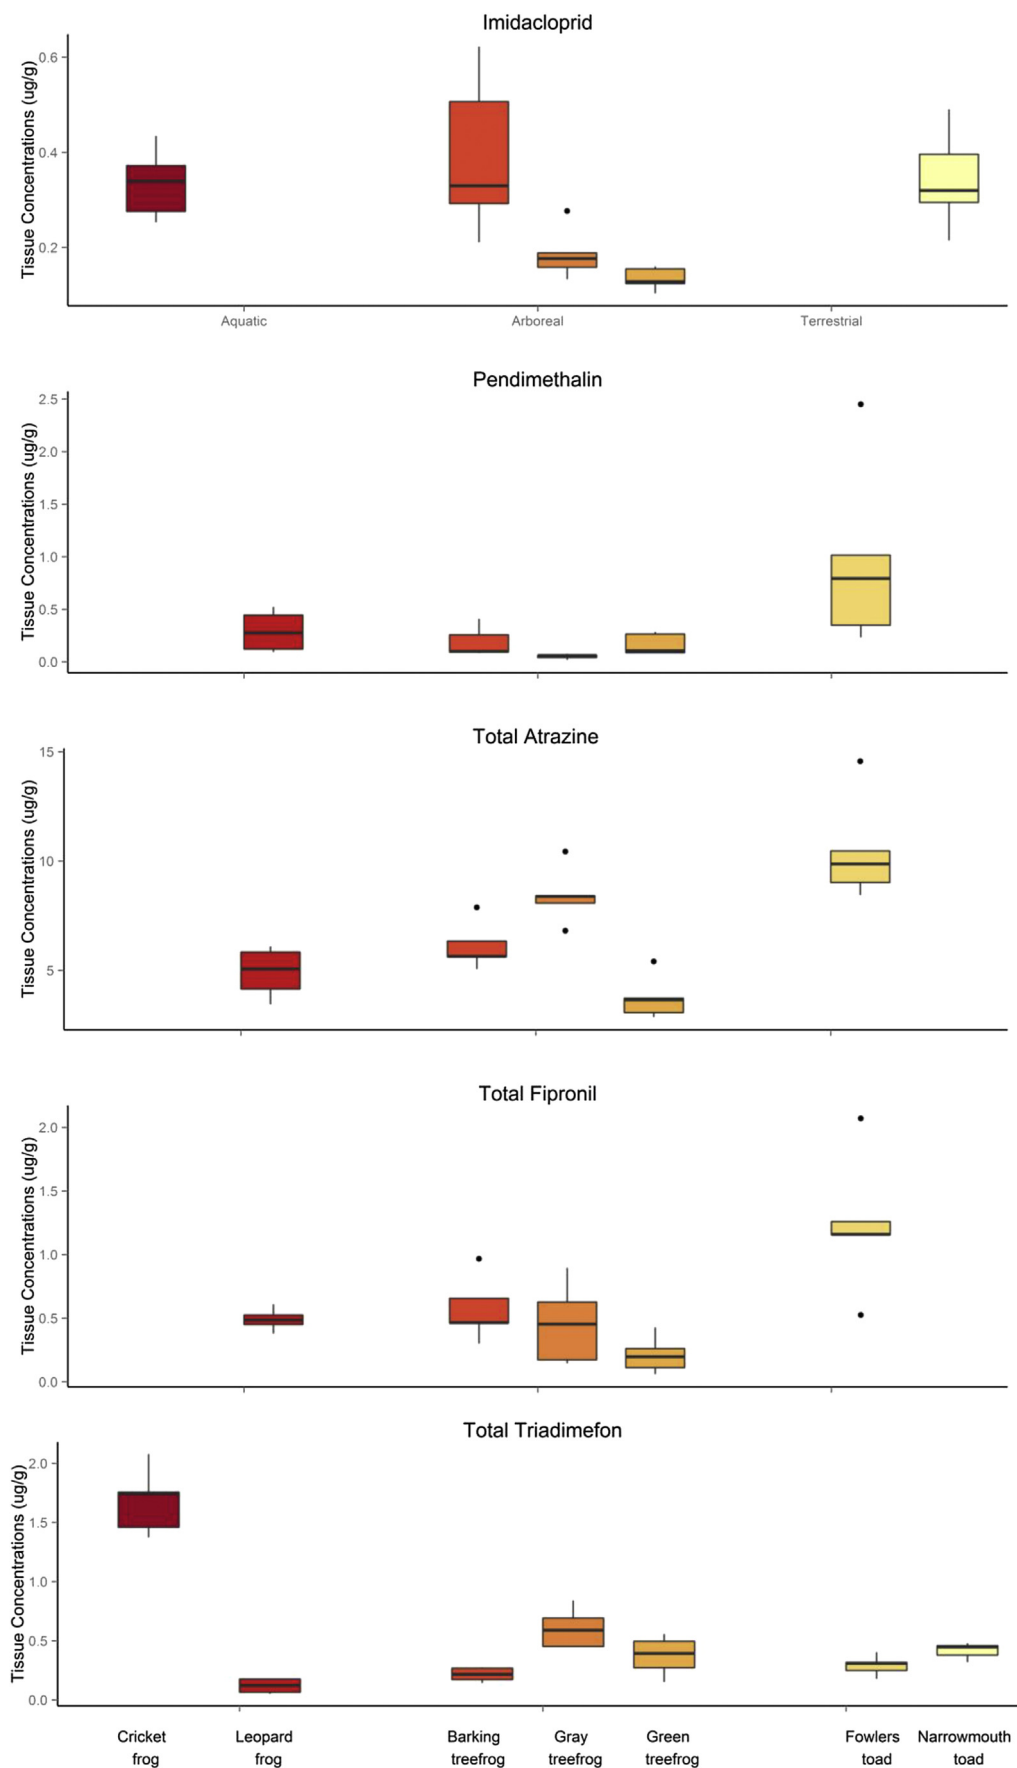 Imidacloprid
Tissue Concentrations (ug/g)
0.6
0.4
0.2
Aquatic Arboreal Terrestrial
Pendimethalin
Tissue Concentrations (ug/g)
2.5
2.0
1.5
1.0
0.5
0.0
Total Atrazine
Tissue Concentrations (ug/g)
15
10
5
Total Fipronil
Tissue Concentrations (ug/g)
2.0
1.5
1.0
0.5
0.0
Total Triadimefon
Tissue Concentrations (ug/g)
2.0
1.5
1.0
0.5
0.0
Cricket Leopard Barking Gray Green Fowlers Narrowmouth
frog frog treefrog treefrog treefrog toad toad